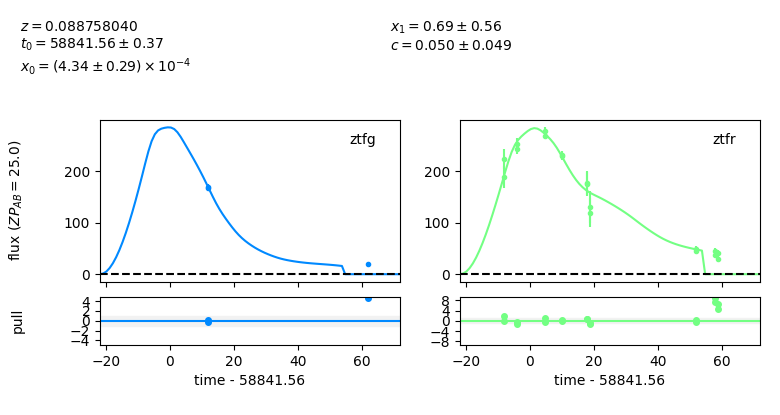 z = 0.088758040
t₀ = 58841.56 ± 0.37
x₀ = (4.34 ± 0.29) × 10⁻⁴
x₁ = 0.69 ± 0.56
c = 0.050 ± 0.049
flux (ZP_AB = 25.0)
200
100
0
ztfg
200
100
0
ztfr
pull
4
2
0
−2
−4
8
4
0
−4
−8
−20 0 20 40 60
−20 0 20 40 60
time - 58841.56
time - 58841.56